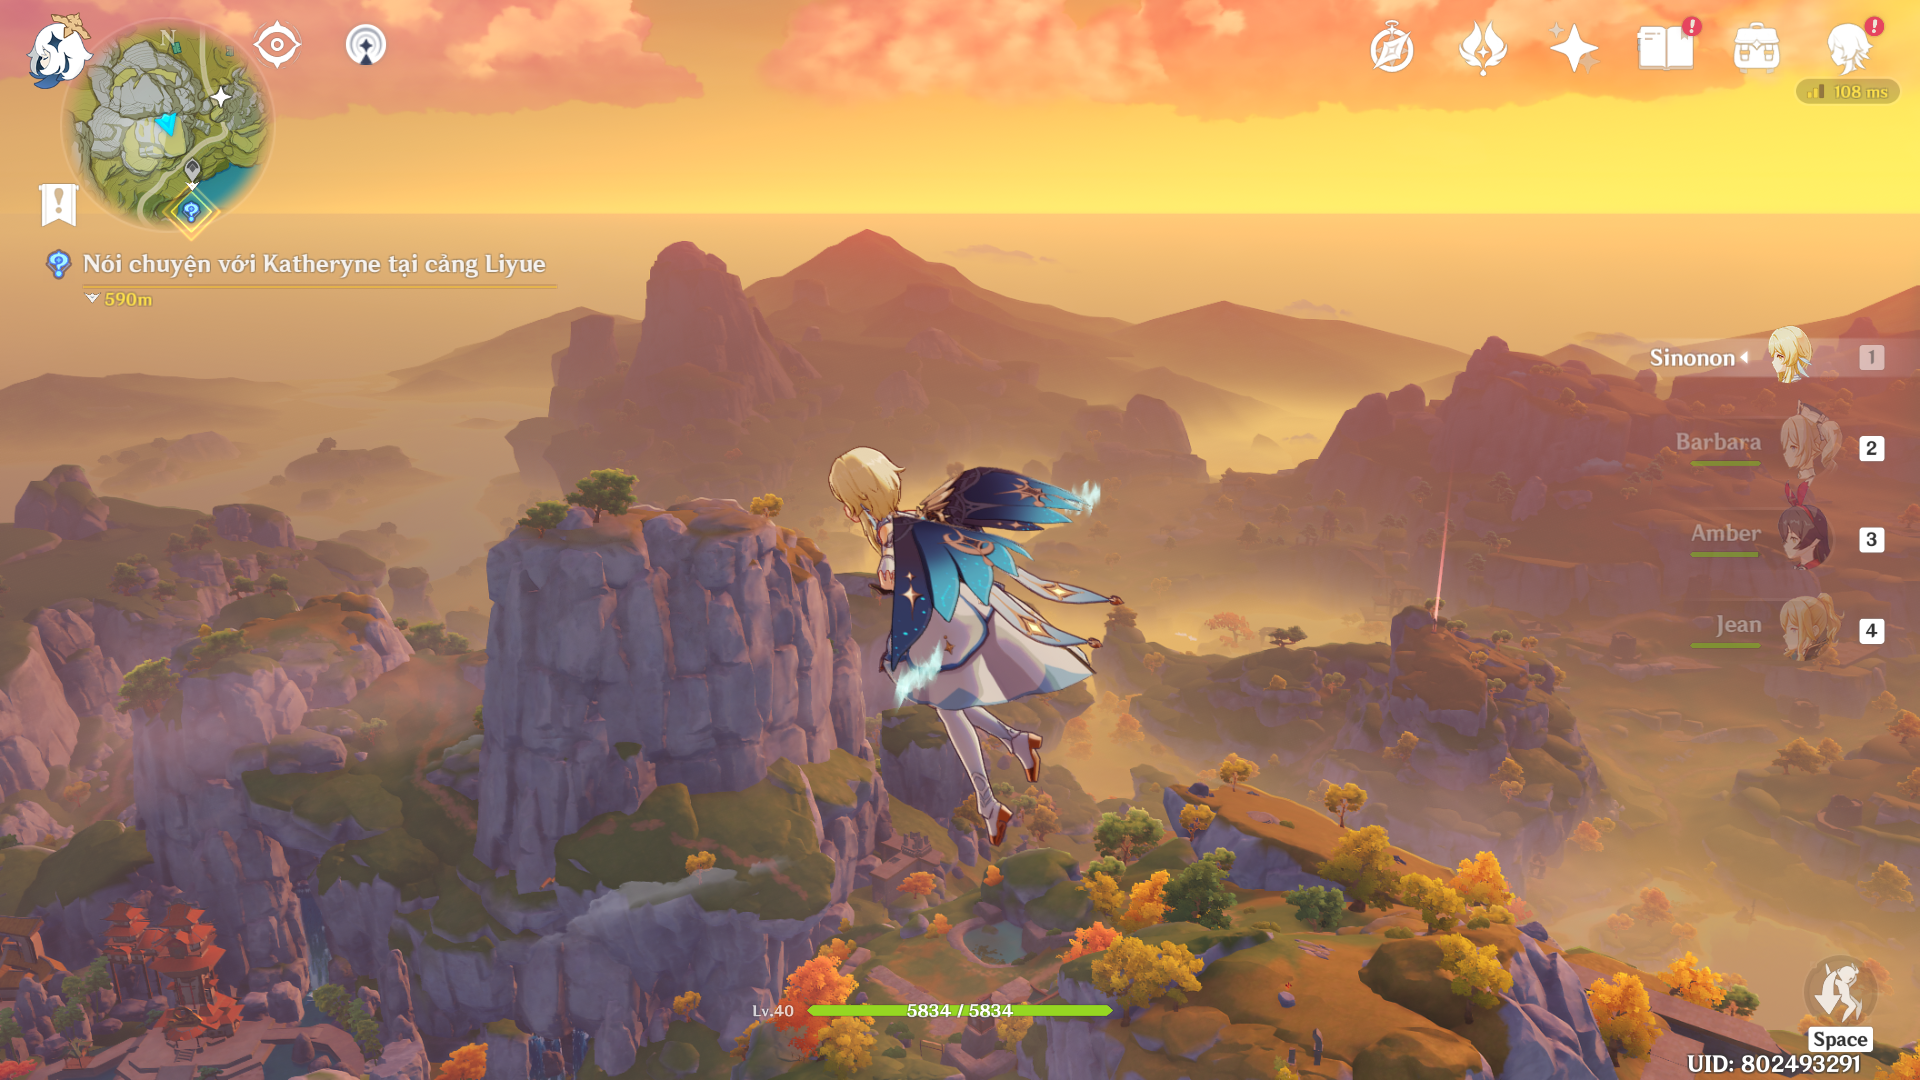 N
108 ms
Nói chuyện với Katheryne tại cảng Liyue
590m
Sinonon 1
Barbara 2
Amber 3
Jean 4
Lv.40 5834 / 5834
Space
UID: 802493291